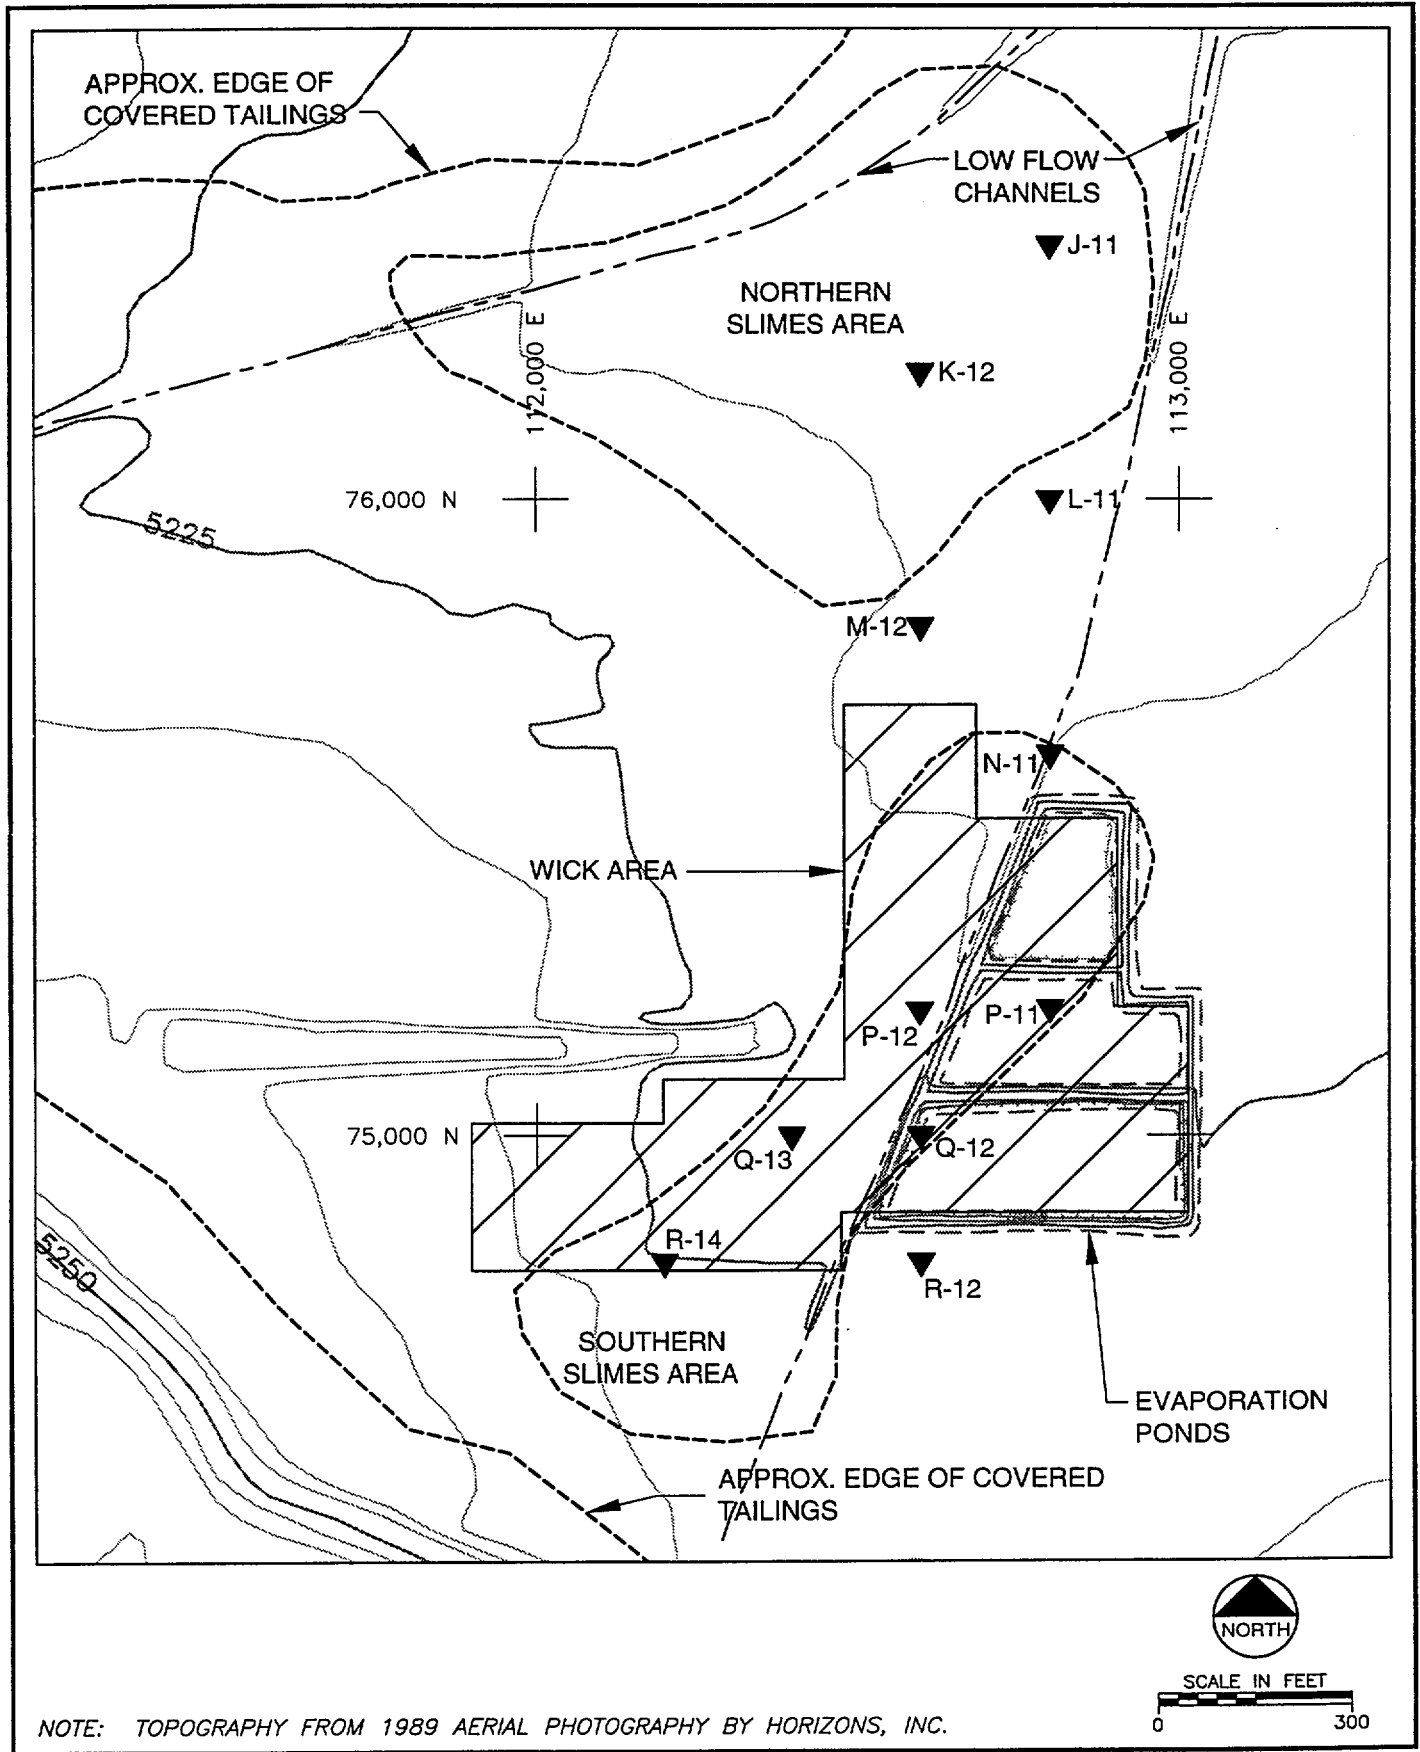 APPROX. EDGE OF
COVERED TAILINGS
LOW FLOW
CHANNELS
J-11
NORTHERN
SLIMES AREA
112,000 E
113,000 E
K-12
76,000 N
L-11
5225
M-12
N-11
WICK AREA
P-12
P-11
75,000 N
Q-13
Q-12
R-14
5250
R-12
SOUTHERN
SLIMES AREA
EVAPORATION
PONDS
APPROX. EDGE OF COVERED
TAILINGS
NORTH
SCALE IN FEET
0 300
NOTE: TOPOGRAPHY FROM 1989 AERIAL PHOTOGRAPHY BY HORIZONS, INC.